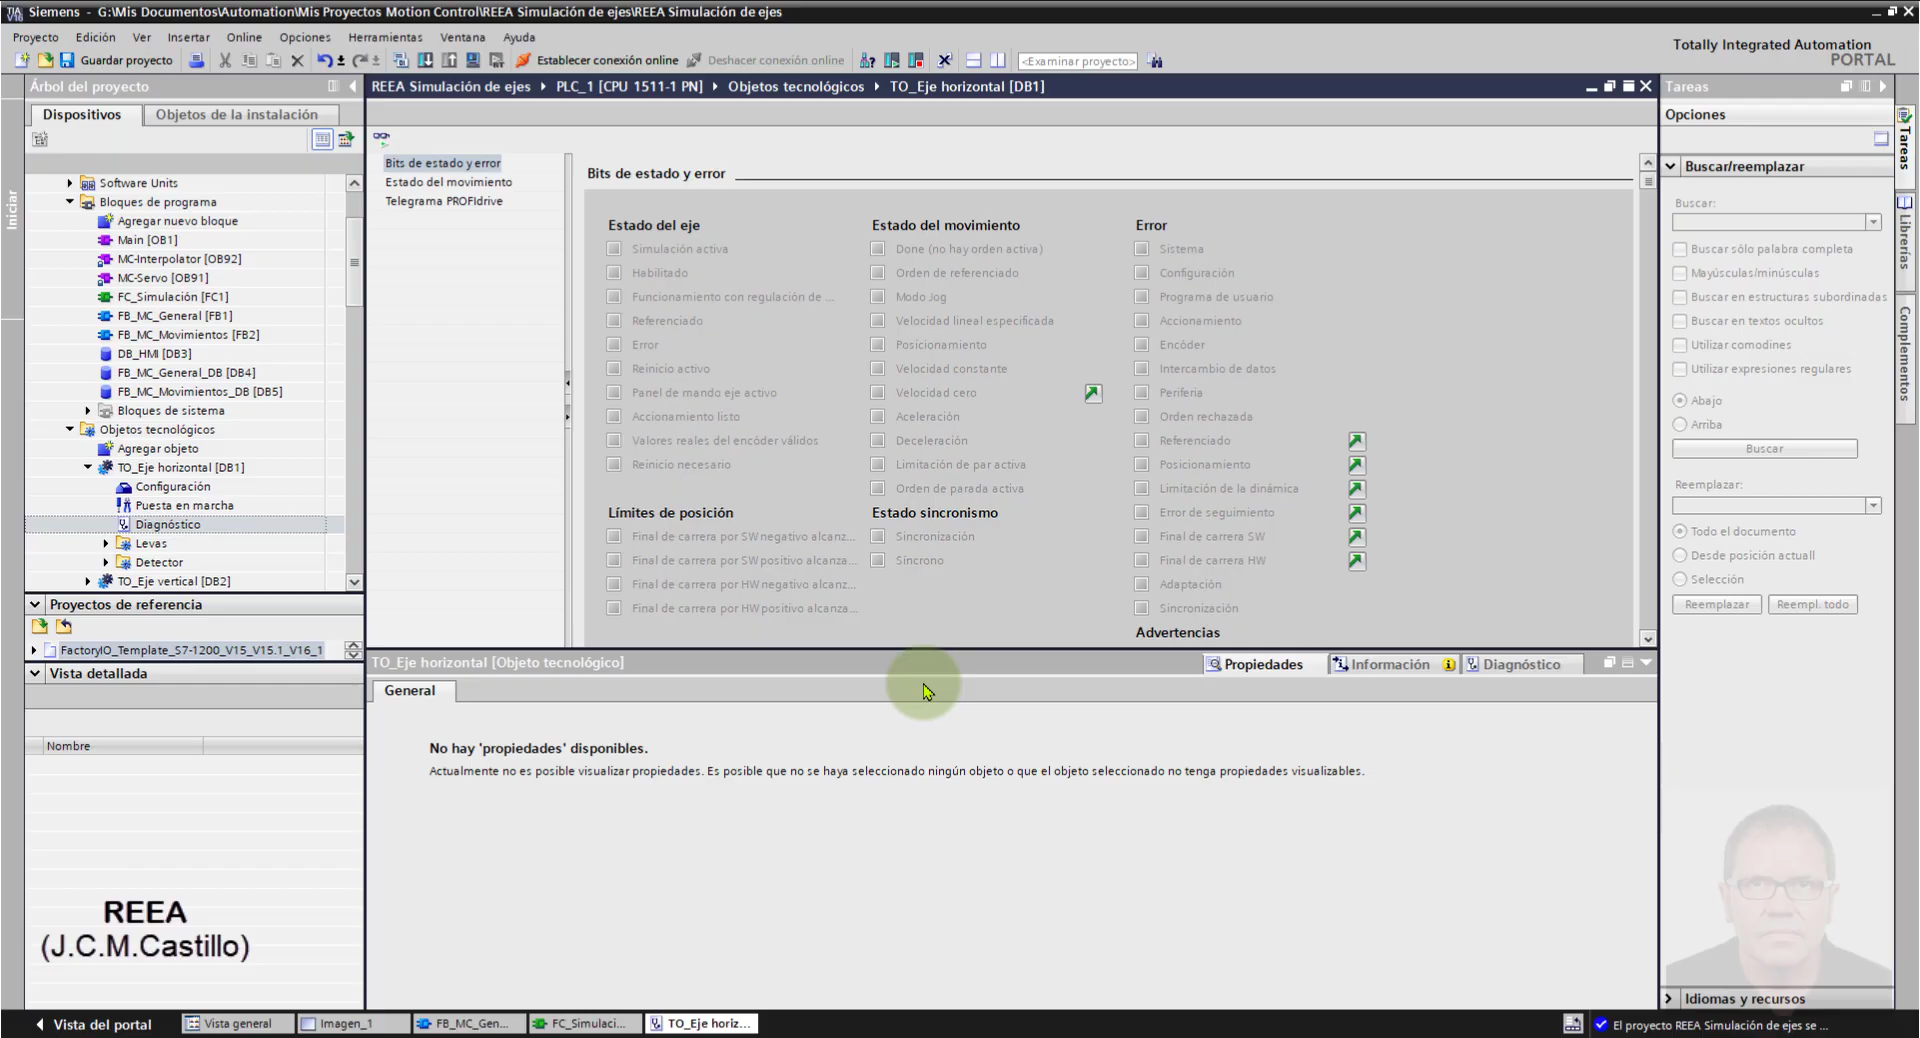 Siemens - G:\Mis Documentos\Automation\Mis Proyectos Motion Control\REEA Simulación de ejes\REEA Simulación de ejes
Proyecto Edición Ver Insertar Online Opciones Herramientas Ventana Ayuda
Totally Integrated Automation
PORTAL
Guardar proyecto
Establecer conexión online
Deshacer conexión online
<Examinar proyecto>
Árbol del proyecto
REEA Simulación de ejes PLC_1 [CPU 1511-1 PN] Objetos tecnológicos TO_Eje horizontal [DB1]
Tareas
Dispositivos
Objetos de la instalación
Iniciar
Software Units
Bloques de programa
Agregar nuevo bloque
Main [OB1]
MC-Interpolator [OB92]
MC-Servo [OB91]
FC_Simulación [FC1]
FB_MC_General [FB1]
FB_MC_Movimientos [FB2]
DB_HMI [DB3]
FB_MC_General_DB [DB4]
FB_MC_Movimientos_DB [DB5]
Bloques de sistema
Objetos tecnológicos
Agregar objeto
TO_Eje horizontal [DB1]
Configuración
Puesta en marcha
Diagnóstico
Levas
Detector
TO_Eje vertical [DB2]
Proyectos de referencia
FactoryIO_Template_S7-1200_V15_V15.1_V16_1
Vista detallada
Nombre
REEA
(J.C.M.Castillo)
Bits de estado y error
Estado del movimiento
Telegrama PROFIdrive
Bits de estado y error
Estado del eje
Simulación activa
Habilitado
Funcionamiento con regulación de ...
Referenciado
Error
Reinicio activo
Panel de mando eje activo
Accionamiento listo
Valores reales del encóder válidos
Reinicio necesario
Límites de posición
Final de carrera por SW negativo alcanz...
Final de carrera por SW positivo alcanza...
Final de carrera por HW negativo alcanz...
Final de carrera por HW positivo alcanza...
Estado del movimiento
Done (no hay orden activa)
Orden de referenciado
Modo Jog
Velocidad lineal especificada
Posicionamiento
Velocidad constante
Velocidad cero
Aceleración
Deceleración
Limitación de par activa
Orden de parada activa
Estado sincronismo
Sincronización
Síncrono
Error
Sistema
Configuración
Programa de usuario
Accionamiento
Encóder
Intercambio de datos
Periferia
Orden rechazada
Referenciado
Posicionamiento
Limitación de la dinámica
Error de seguimiento
Final de carrera SW
Final de carrera HW
Adaptación
Sincronización
Advertencias
TO_Eje horizontal [Objeto tecnológico]
Propiedades
Información
Diagnóstico
General
No hay 'propiedades' disponibles.
Actualmente no es posible visualizar propiedades. Es posible que no se haya seleccionado ningún objeto o que el objeto seleccionado no tenga propiedades visualizables.
Opciones
Buscar/reemplazar
Buscar:
Buscar sólo palabra completa
Mayúsculas/minúsculas
Buscar en estructuras subordinadas
Buscar en textos ocultos
Utilizar comodines
Utilizar expresiones regulares
Abajo
Arriba
Buscar
Reemplazar:
Todo el documento
Desde posición actuall
Selección
Reemplazar
Reempl. todo
Idiomas y recursos
Tareas
Librerías
Complementos
Vista del portal
Vista general
Imagen_1
FB_MC_Gen...
FC_Simulaci...
TO_Eje horiz...
El proyecto REEA Simulación de ejes se ...